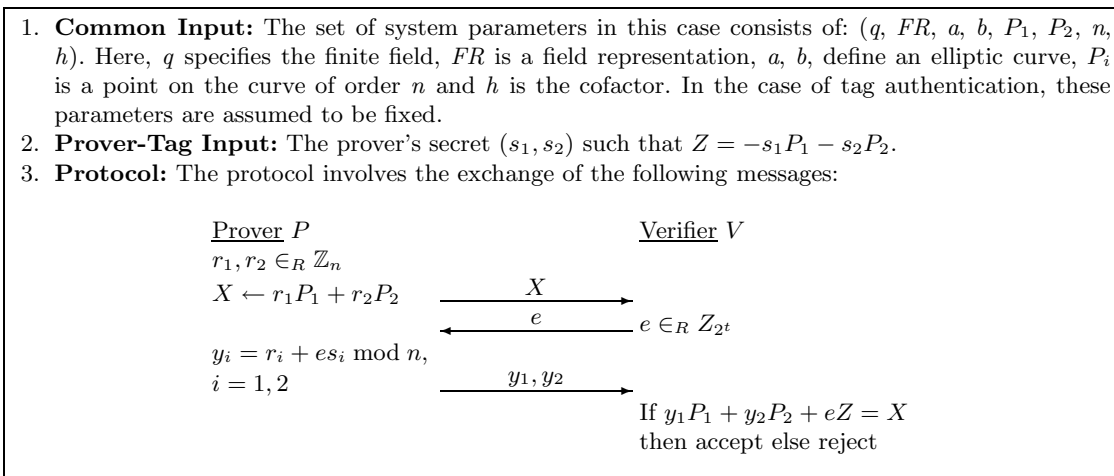 1. Common Input: The set of system parameters in this case consists of: (q, FR, a, b, P₁, P₂, n,
h). Here, q specifies the finite field, FR is a field representation, a, b, define an elliptic curve, Pᵢ
is a point on the curve of order n and h is the cofactor. In the case of tag authentication, these
parameters are assumed to be fixed.
2. Prover-Tag Input: The prover's secret (s₁, s₂) such that Z = −s₁P₁ − s₂P₂.
3. Protocol: The protocol involves the exchange of the following messages:
Prover P Verifier V
r₁, r₂ ∈R ℤₙ
X ← r₁P₁ + r₂P₂ X
e e ∈R Z₂ᵗ
yᵢ = rᵢ + esᵢ mod n,
i = 1, 2 y₁, y₂
If y₁P₁ + y₂P₂ + eZ = X
then accept else reject